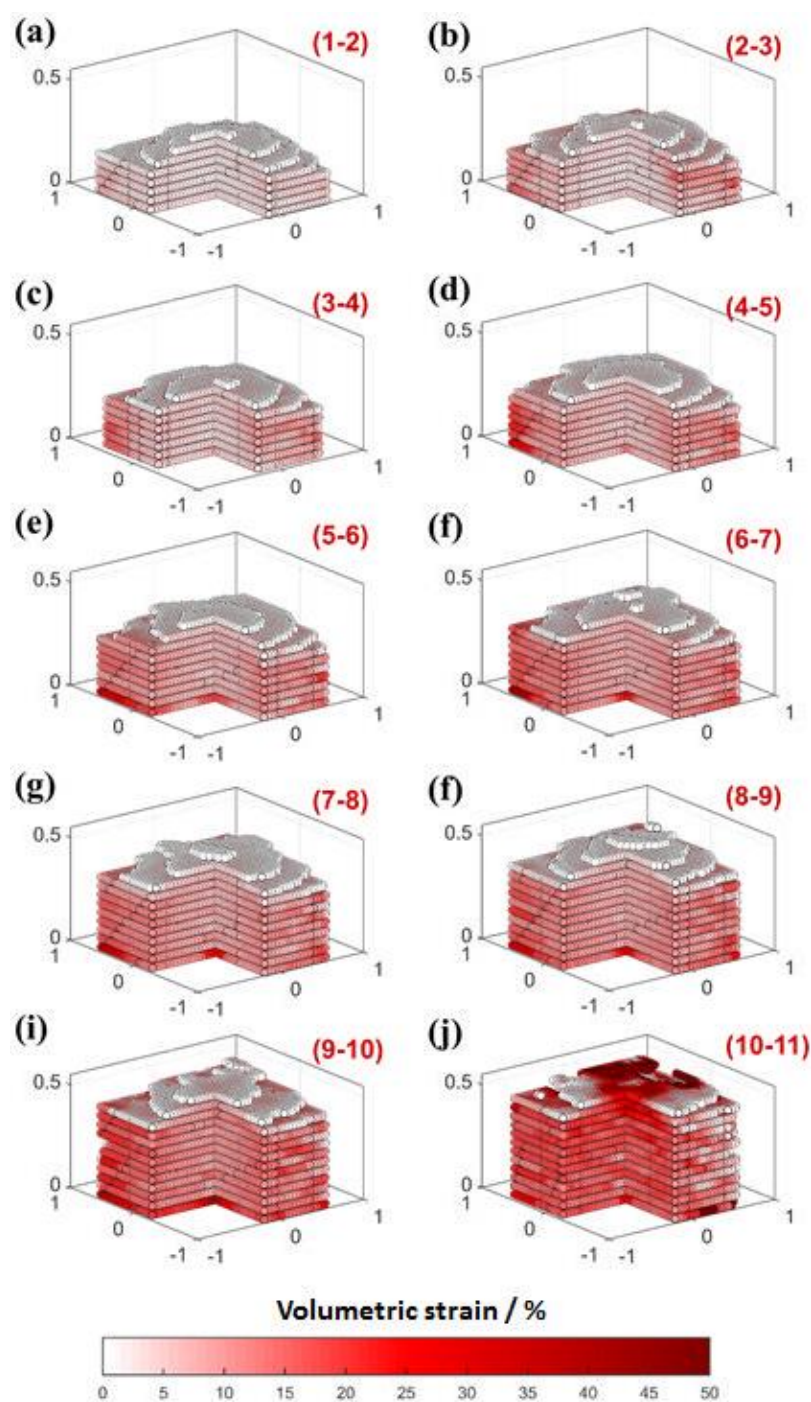 (a) (1-2) (b) (2-3)
0.5 0.5
0 0
1 0 -1 -1 0 1 1 0 -1 -1 0 1
(c) (3-4) (d) (4-5)
0.5 0.5
0 0
1 0 -1 -1 0 1 1 0 -1 -1 0 1
(e) (5-6) (f) (6-7)
0.5 0.5
0 0
1 0 -1 -1 0 1 1 0 -1 -1 0 1
(g) (7-8) (f) (8-9)
0.5 0.5
0 0
1 0 -1 -1 0 1 1 0 -1 -1 0 1
(i) (9-10) (j) (10-11)
0.5 0.5
0 0
1 0 -1 -1 0 1 1 0 -1 -1 0 1
Volumetric strain / %
0 5 10 15 20 25 30 35 40 45 50